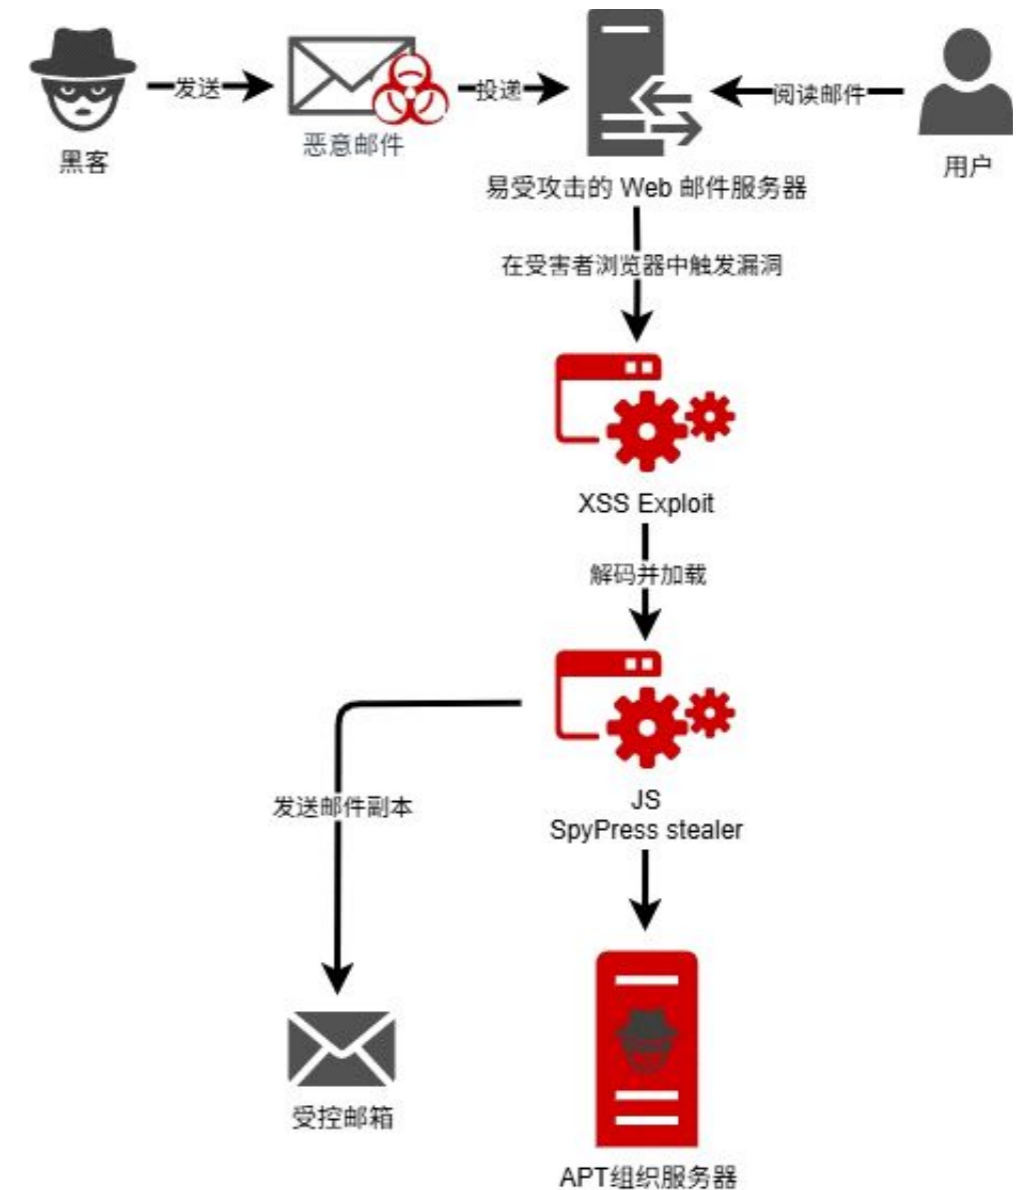 发送
投递
阅读邮件
黑客
恶意邮件
用户
易受攻击的 Web 邮件服务器
在受害者浏览器中触发漏洞
XSS Exploit
解码并加载
JS
SpyPress stealer
发送邮件副本
受控邮箱
APT组织服务器